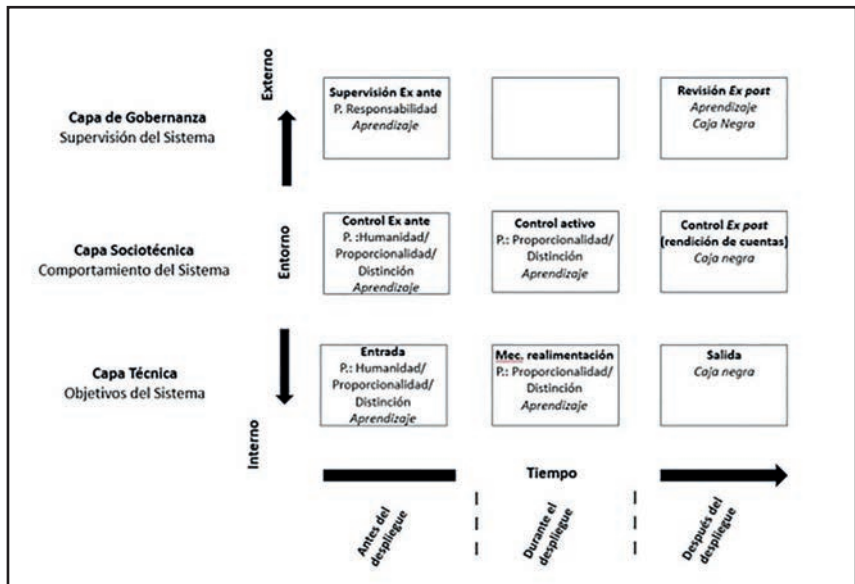 Externo
Capa de Gobernanza
Supervisión del Sistema
Supervisión Ex ante
P. Responsabilidad
Aprendizaje
Revisión Ex post
Aprendizaje
Caja Negra
Entorno
Capa Sociotécnica
Comportamiento del Sistema
Control Ex ante
P. :Humanidad/
Proporcionalidad/
Distinción
Aprendizaje
Control activo
P.: Proporcionalidad/
Distinción
Aprendizaje
Control Ex post
(rendición de cuentas)
Caja negra
Capa Técnica
Objetivos del Sistema
Entrada
P.: Humanidad/
Proporcionalidad/
Distinción
Aprendizaje
Mec. realimentación
P.: Proporcionalidad/
Distinción
Aprendizaje
Salida
Caja negra
Interno
Tiempo
Antes del
despliegue
Durante el
despliegue
Después del
despliegue